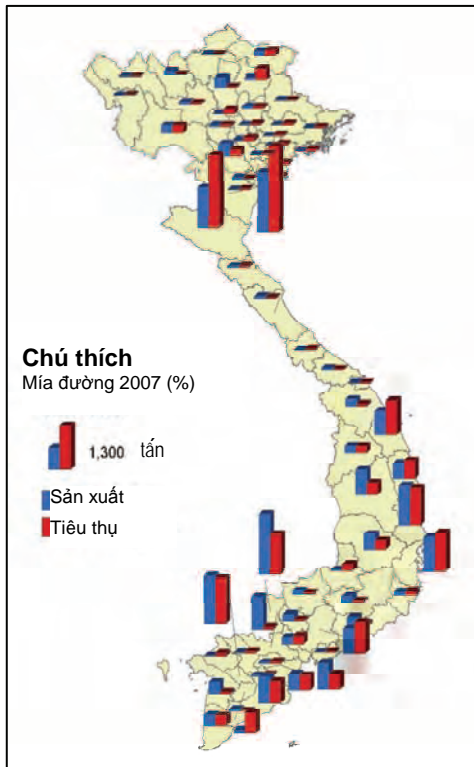 Chú thích
Mía đường 2007 (%)
1,300 tấn
Sản xuất
Tiêu thụ